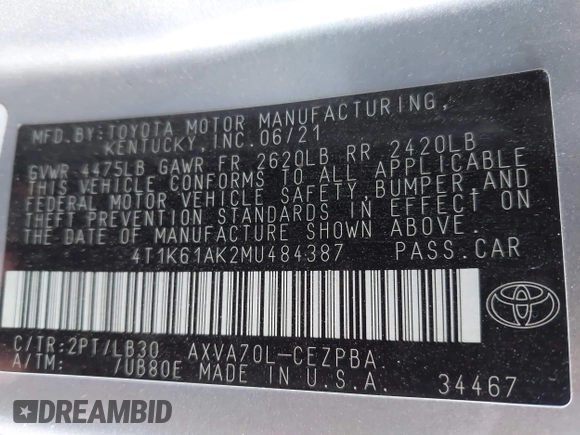 MFD.BY:TOYOTA MOTOR MANUFACTURING,
KENTUCKY,INC.06/21
GVWR 4475LB GAWR FR 2620LB RR 2420LB
THIS VEHICLE CONFORMS TO ALL APPLICABLE
FEDERAL MOTOR VEHICLE SAFETY,BUMPER,AND
THEFT PREVENTION STANDARDS IN EFFECT ON
THE DATE OF MANUFACTURE SHOWN ABOVE.
4T1K61AK2MU484387 PASS.CAR
C/TR:2PT/LB30 AXVA70L-CEZPBA
A/TM: /UB80E MADE IN U.S.A. 34467
DREAMBID